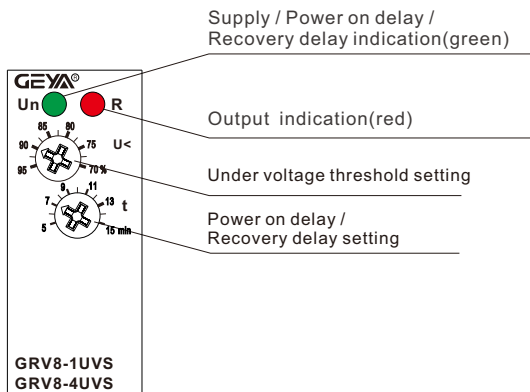 Supply / Power on delay /
Recovery delay indication(green)
GEYA®
Un R
Output indication(red)
85 80
90 75 U<
95 70%
Under voltage threshold setting
9 11
7 13 t
5 15 min
Power on delay /
Recovery delay setting
GRV8-1UVS
GRV8-4UVS